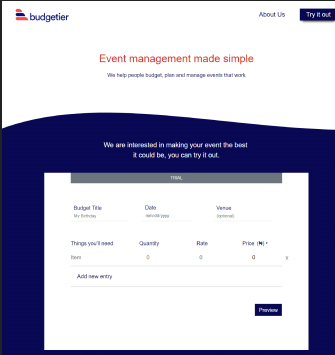 budgetier
About Us
Try it out
Event management made simple
We help people budget, plan and manage events that work
We are interested in making your event the best
it could be, you can try it out.
TRIAL
Budget Title
Date
Venue
My Birthday
mm/dd/yyyy
(optional)
Things you'll need
Quantity
Rate
Price (₦)
Item
0
0
0
x
Add new entry
Preview